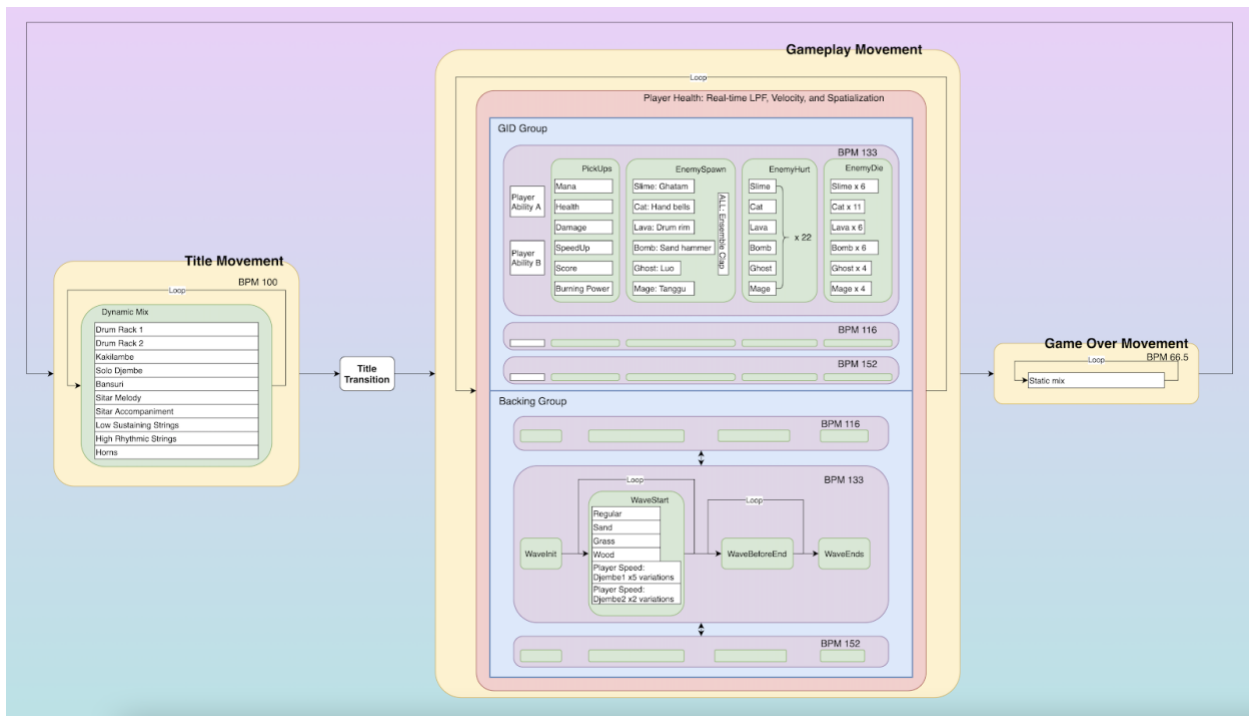 Gameplay Movement
Loop
Player Health: Real-time LPF, Velocity, and Spatialization
GID Group
BPM 133
PickUps
EnemySpawn
EnemyHurt
EnemyDie
Player
Ability A
Player
Ability B
Mana
Health
Damage
SpeedUp
Score
Burning Power
Slime: Ghatam
Cat: Hand bells
Lava: Drum rim
Bomb: Sand hammer
Ghost: Luo
Mage: Tanggu
ALL: Ensemble Clap
Slime
Cat
Lava
Bomb
Ghost
Mage
x 22
Slime x 6
Cat x 11
Lava x 6
Bomb x 6
Ghost x 4
Mage x 4
BPM 116
BPM 152
Title Movement
BPM 100
Loop
Dynamic Mix
Drum Rack 1
Drum Rack 2
Kakilambe
Solo Djembe
Bansuri
Sitar Melody
Sitar Accompaniment
Low Sustaining Strings
High Rhythmic Strings
Horns
Title
Transition
Game Over Movement
BPM 66.5
Loop
Static mix
Backing Group
BPM 116
BPM 133
Loop
WaveInit
WaveStart
Regular
Sand
Grass
Wood
Player Speed:
Djembe1 x5 variations
Player Speed:
Djembe2 x2 variations
Loop
WaveBeforeEnd
WaveEnds
BPM 152